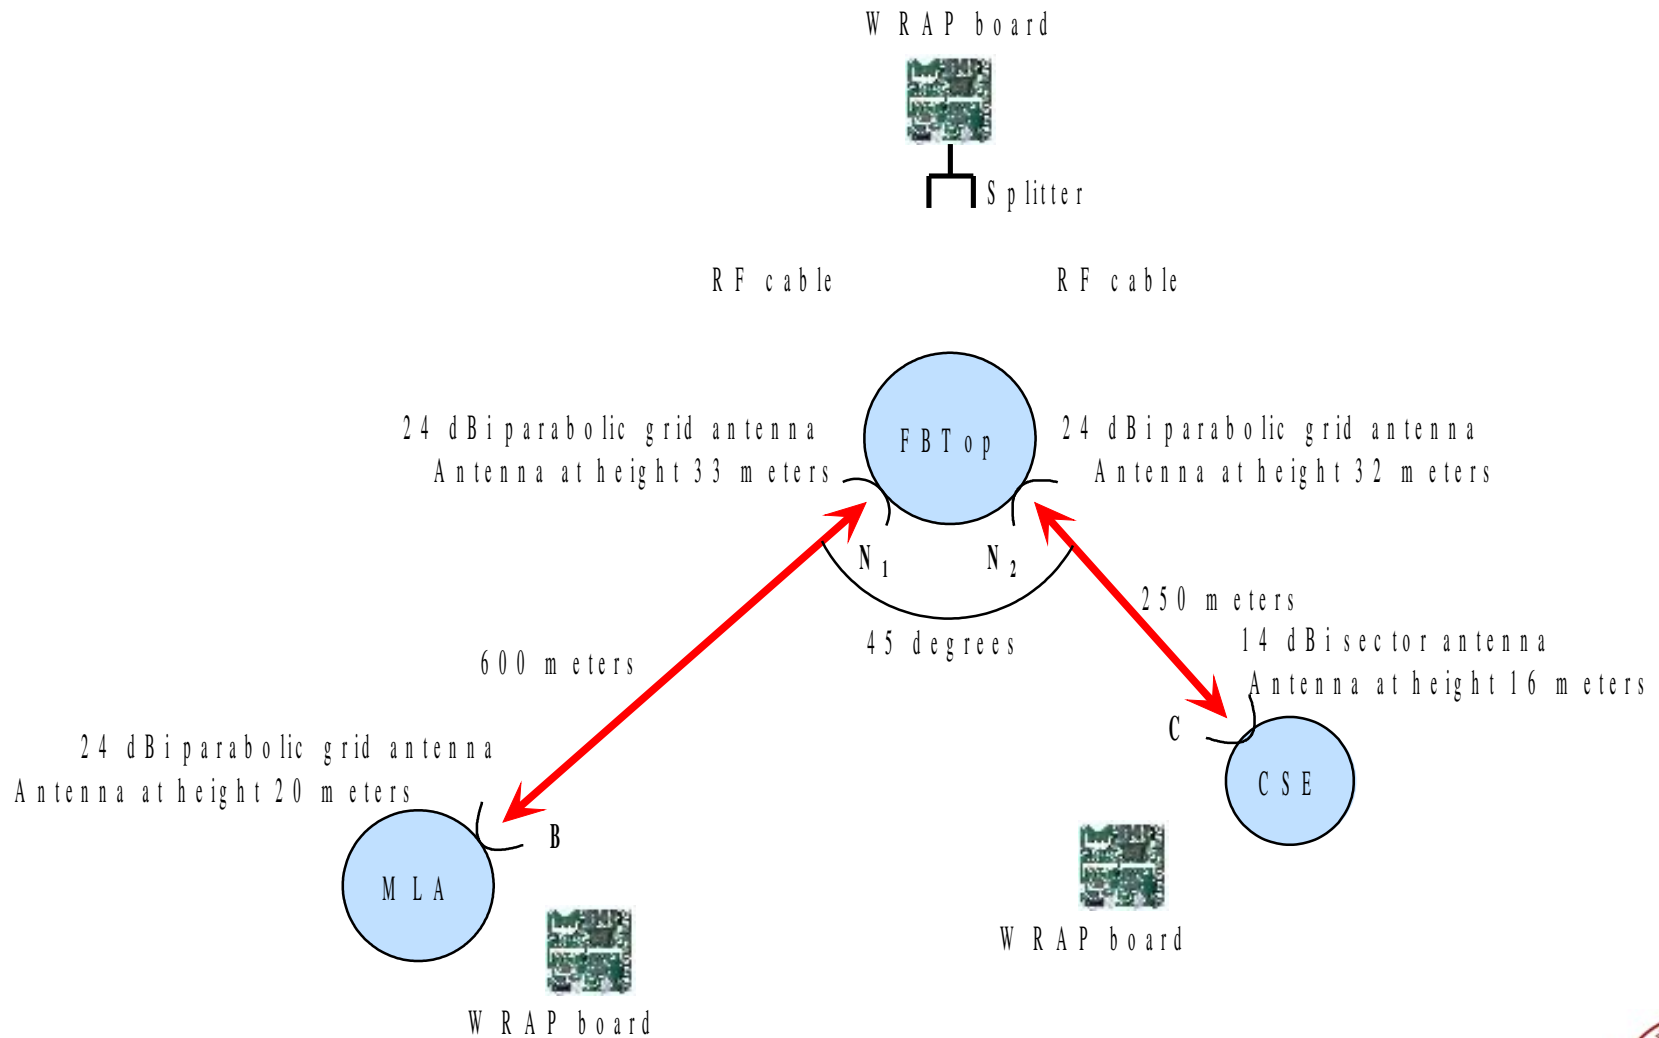 WRAP board
Splitter
RF cable
RF cable
24 dBi parabolic grid antenna
Antenna at height 33 meters
FBTop
24 dBi parabolic grid antenna
Antenna at height 32 meters
N1
N2
45 degrees
250 meters
14 dBi sector antenna
Antenna at height 16 meters
600 meters
C
CSE
24 dBi parabolic grid antenna
Antenna at height 20 meters
B
MLA
WRAP board
WRAP board